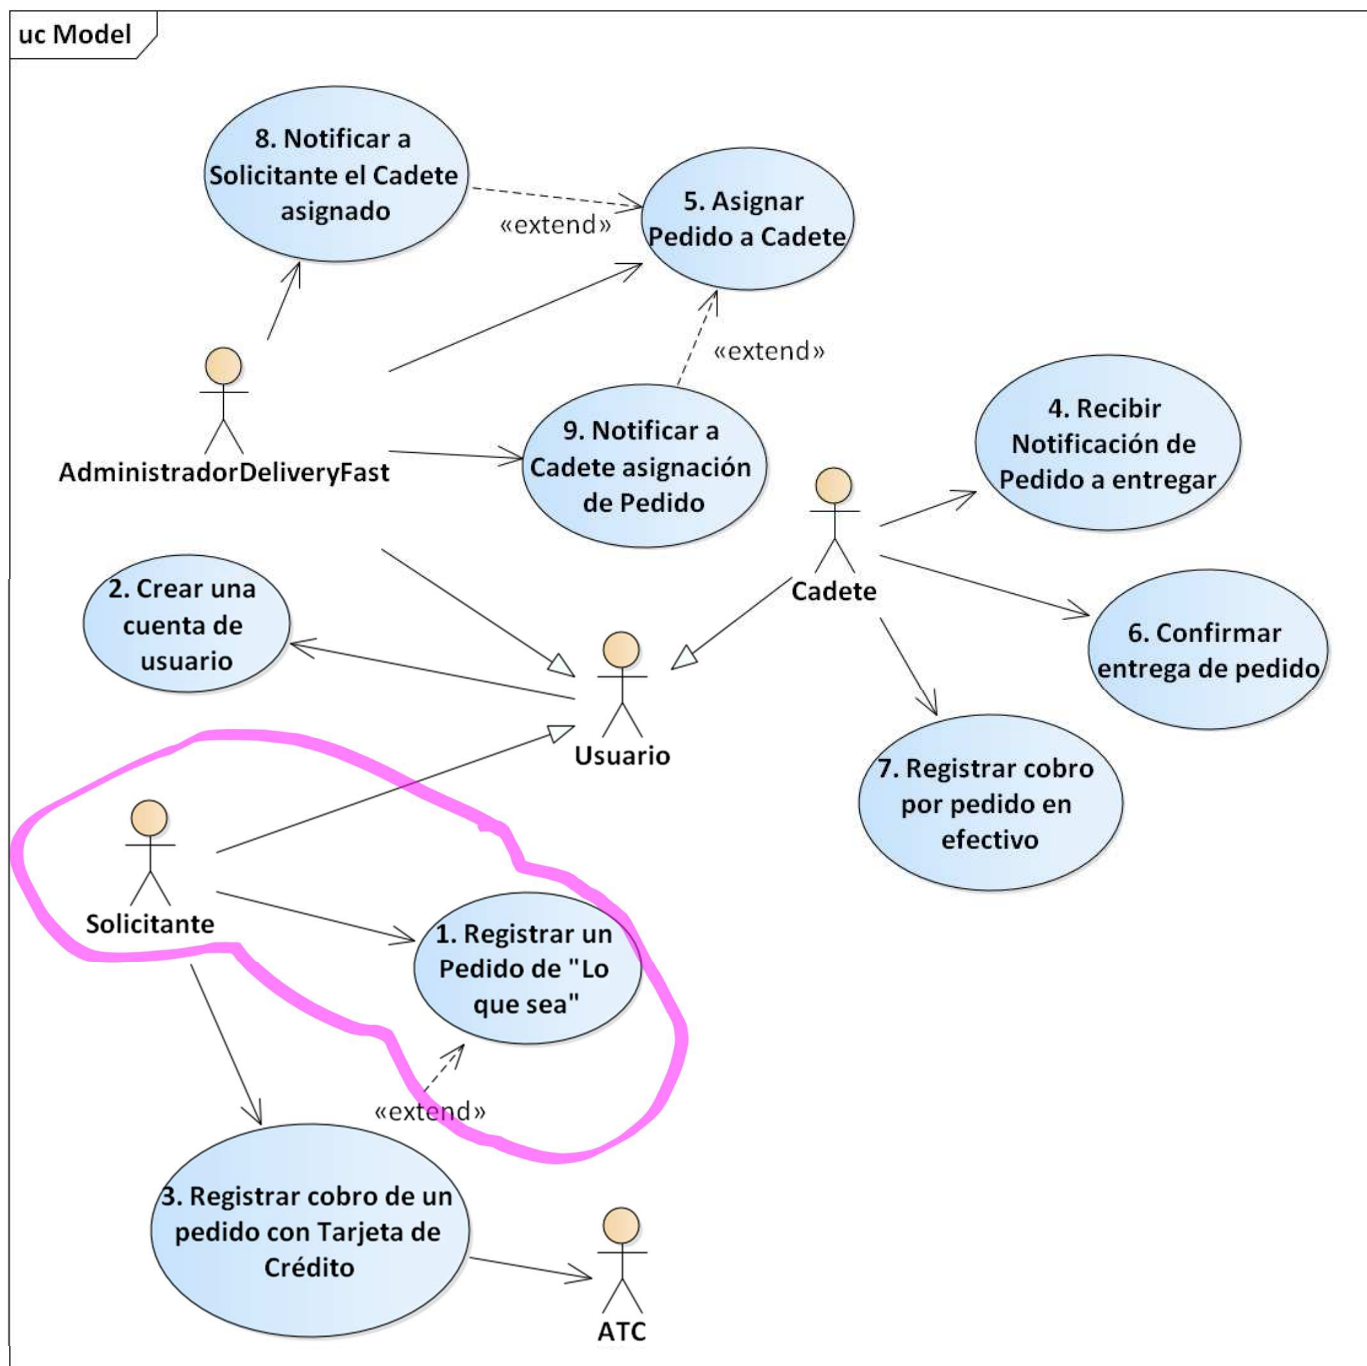 uc Model
8. Notificar a
Solicitante el Cadete
asignado
5. Asignar
Pedido a Cadete
«extend»
«extend»
AdministradorDeliveryFast
9. Notificar a
Cadete asignación
de Pedido
4. Recibir
Notificación de
Pedido a entregar
Cadete
2. Crear una
cuenta de
usuario
6. Confirmar
entrega de pedido
Usuario
7. Registrar cobro
por pedido en
efectivo
Solicitante
1. Registrar un
Pedido de "Lo
que sea"
«extend»
3. Registrar cobro de un
pedido con Tarjeta de
Crédito
ATC